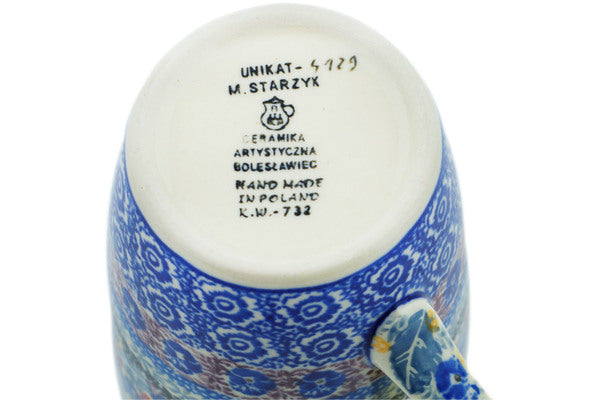 UNIKAT- 4129
M. STARZYK
CERAMIKA
ARTYSTYCZNA
BOLESŁAWIEC
HAND MADE
IN POLAND
K.W.-732